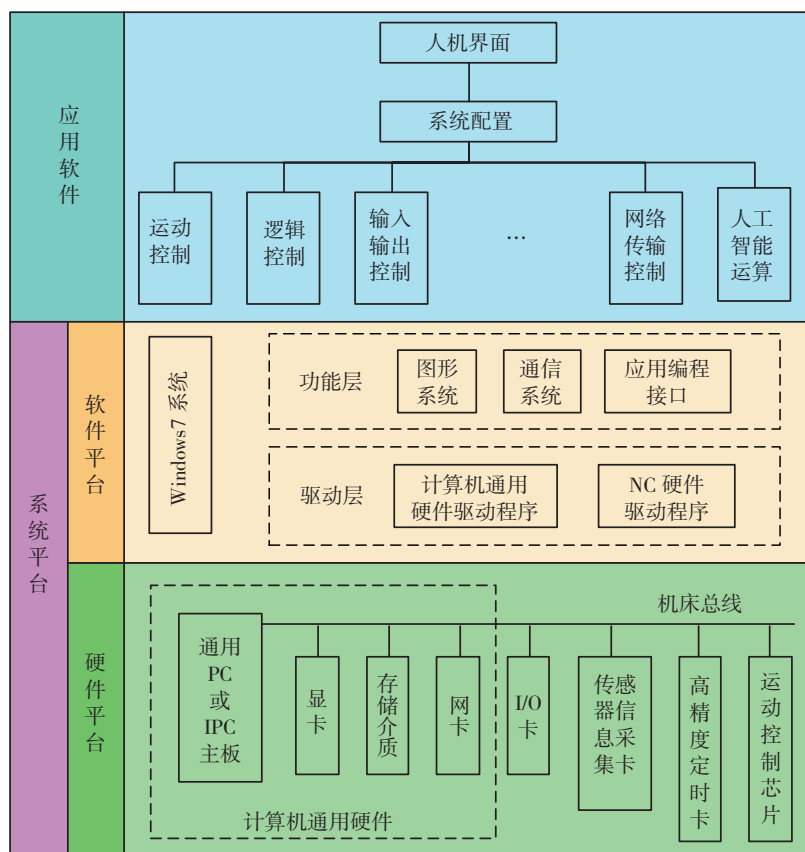 应用软件
人机界面
系统配置
运动
控制
逻辑
控制
输入
输出
控制
…
网络
传输
控制
人工
智能
运算
系统平台
软件平台
Windows7 系统
功能层
图形
系统
通信
系统
应用编程
接口
驱动层
计算机通用
硬件驱动程序
NC 硬件
驱动程序
硬件平台
机床总线
通用
PC
或
IPC
主板
显卡
存储介质
网卡
I/O
卡
传感
器信
息采
集卡
高精度定时卡
运动控制芯片
计算机通用硬件